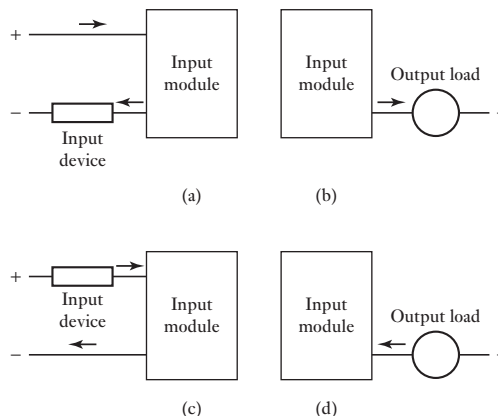 +
Input
module
−
Input
device
(a)
Input
module
Output load
(b)
+
Input
device
Input
module
−
(c)
Input
module
Output load
(d)